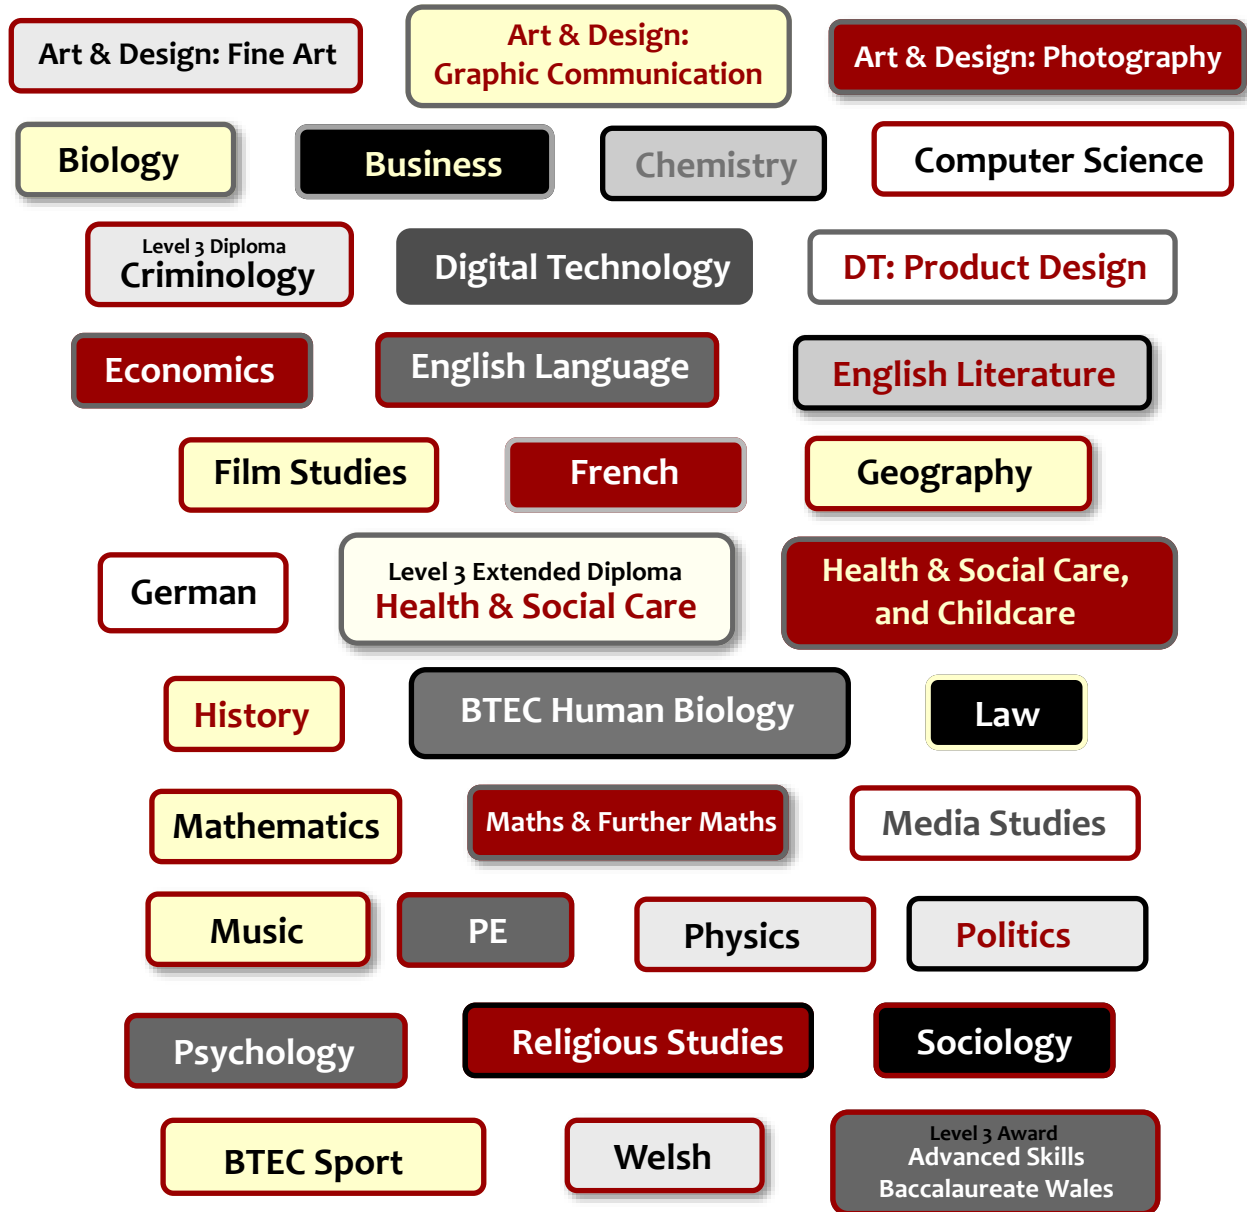 Art & Design: Fine Art
Art & Design:
Graphic Communication
Art & Design: Photography
Biology
Business
Chemistry
Computer Science
Level 3 Diploma
Criminology
Digital Technology
DT: Product Design
Economics
English Language
English Literature
Film Studies
French
Geography
German
Level 3 Extended Diploma
Health & Social Care
Health & Social Care,
and Childcare
History
BTEC Human Biology
Law
Mathematics
Maths & Further Maths
Media Studies
Music
PE
Physics
Politics
Psychology
Religious Studies
Sociology
BTEC Sport
Welsh
Level 3 Award
Advanced Skills
Baccalaureate Wales